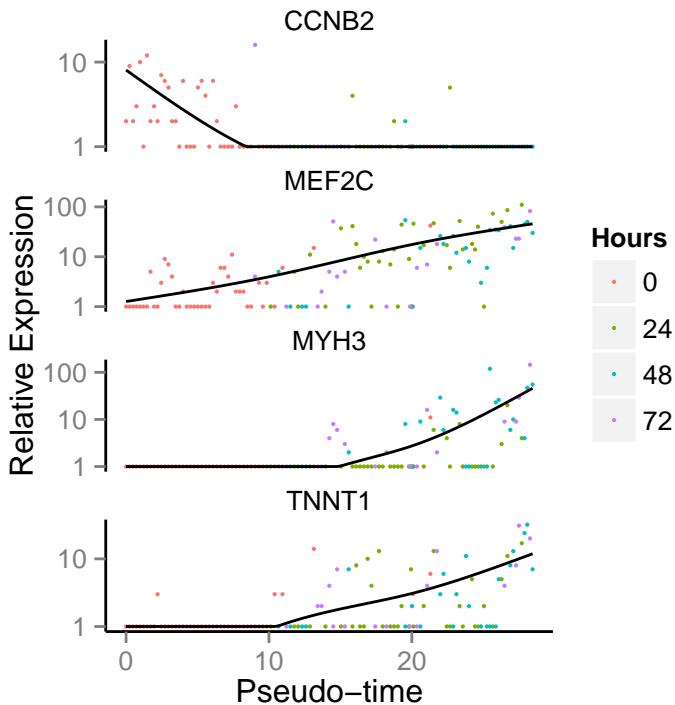 CCNB2
10
1
MEF2C
100
10
1
MYH3
100
10
1
TNNT1
10
1
0 10 20
Pseudo−time
Relative Expression
Hours
0
24
48
72